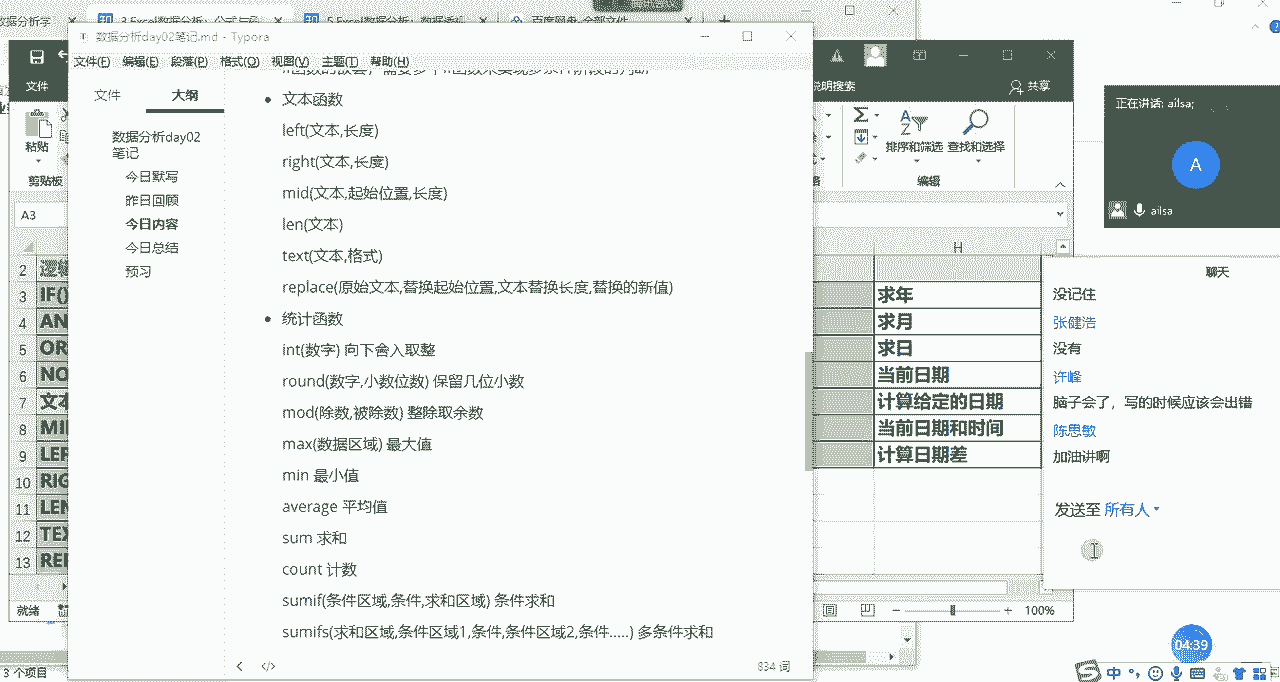 数据分析day02笔记.md - Typora
文件(F) 编辑(E) 段落(P) 格式(O) 视图(V) 主题(T) 帮助(H)
文件 大纲
数据分析day02
笔记
今日默写
昨日回顾
今日内容
今日总结
预习
文本函数
left(文本,长度)
right(文本,长度)
mid(文本,起始位置,长度)
len(文本)
text(文本,格式)
replace(原始文本,替换起始位置,文本替换长度,替换的新值)
统计函数
int(数字) 向下舍入取整
round(数字,小数位数) 保留几位小数
mod(除数,被除数) 整除取余数
max(数据区域) 最大值
min 最小值
average 平均值
sum 求和
count 计数
sumif(条件区域,条件,求和区域) 条件求和
sumifs(求和区域,条件区域1,条件,条件区域2,条件.....) 多条件求和
834 词
文件
粘贴
剪贴板
A3
2
3 IF()
4 AN
5 OR
6 NO
7 文本
8 MI
9 LEF
10 RIG
11 LEN
12 TEX
13 REI
就绪
3 个项目
说明搜索
共享
排序和筛选 查找和选择
编辑
H
求年
求月
求日
当前日期
计算给定的日期
当前日期和时间
计算日期差
100%
正在讲话: ailsa;
A
ailsa
聊天
没记住
张健浩
没有
许峰
脑子会了，写的时候应该会出错
陈思敏
加油讲啊
发送至 所有人
04:39
中